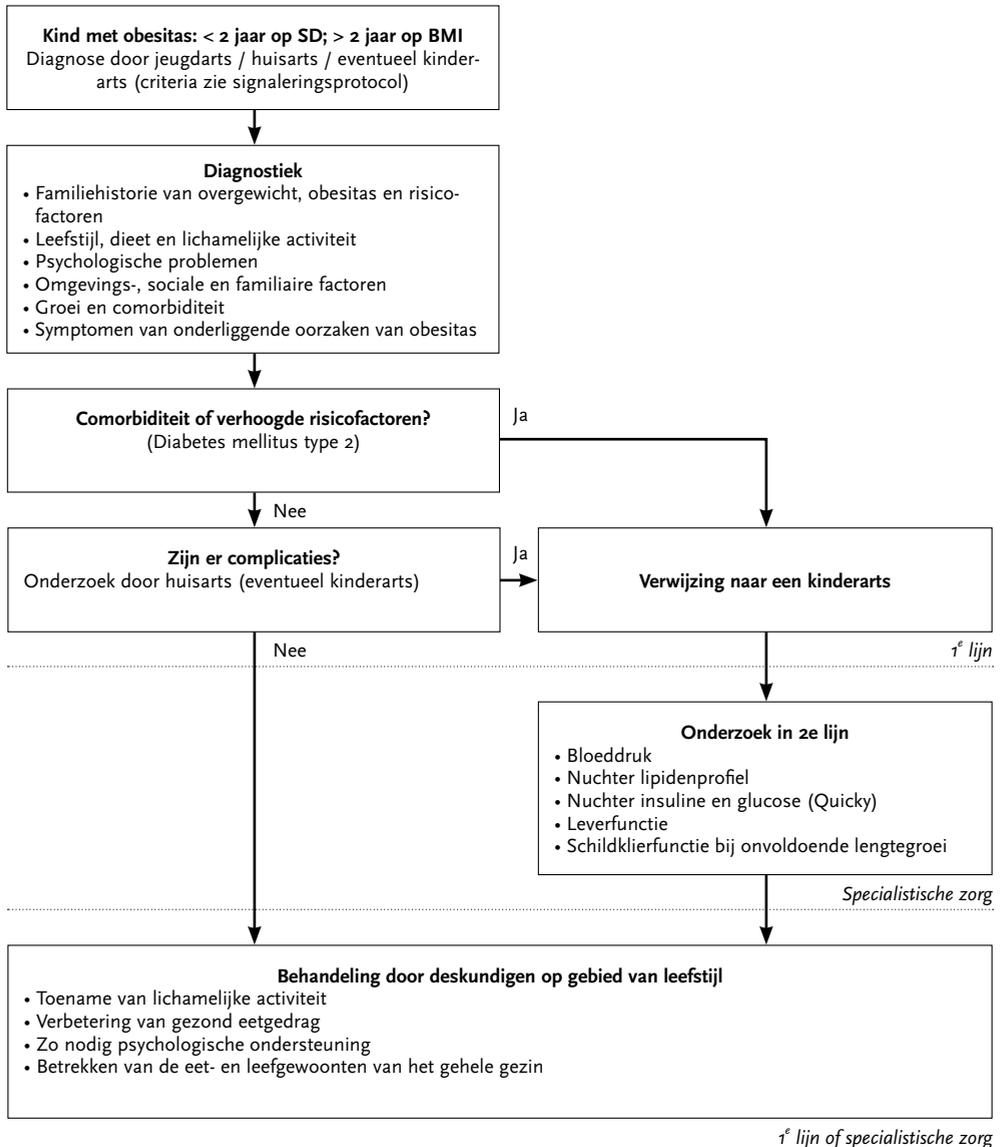 Kind met obesitas: < 2 jaar op SD; > 2 jaar op BMI
Diagnose door jeugdarts / huisarts / eventueel kinder-
arts (criteria zie signaleringsprotocol)
Diagnostiek
• Familiehistorie van overgewicht, obesitas en risico-
factoren
• Leefstijl, dieet en lichamelijke activiteit
• Psychologische problemen
• Omgevings-, sociale en familiaire factoren
• Groei en comorbiditeit
• Symptomen van onderliggende oorzaken van obesitas
Comorbiditeit of verhoogde risicofactoren?
(Diabetes mellitus type 2)
Ja
Nee
Zijn er complicaties?
Onderzoek door huisarts (eventueel kinderarts)
Ja
Verwijzing naar een kinderarts
Nee
1e lijn
Onderzoek in 2e lijn
• Bloeddruk
• Nuchter lipidenprofiel
• Nuchter insuline en glucose (Quicky)
• Leverfunctie
• Schildklierfunctie bij onvoldoende lengtegroei
Specialistische zorg
Behandeling door deskundigen op gebied van leefstijl
• Toename van lichamelijke activiteit
• Verbetering van gezond eetgedrag
• Zo nodig psychologische ondersteuning
• Betrekken van de eet- en leefgewoonten van het gehele gezin
1e lijn of specialistische zorg